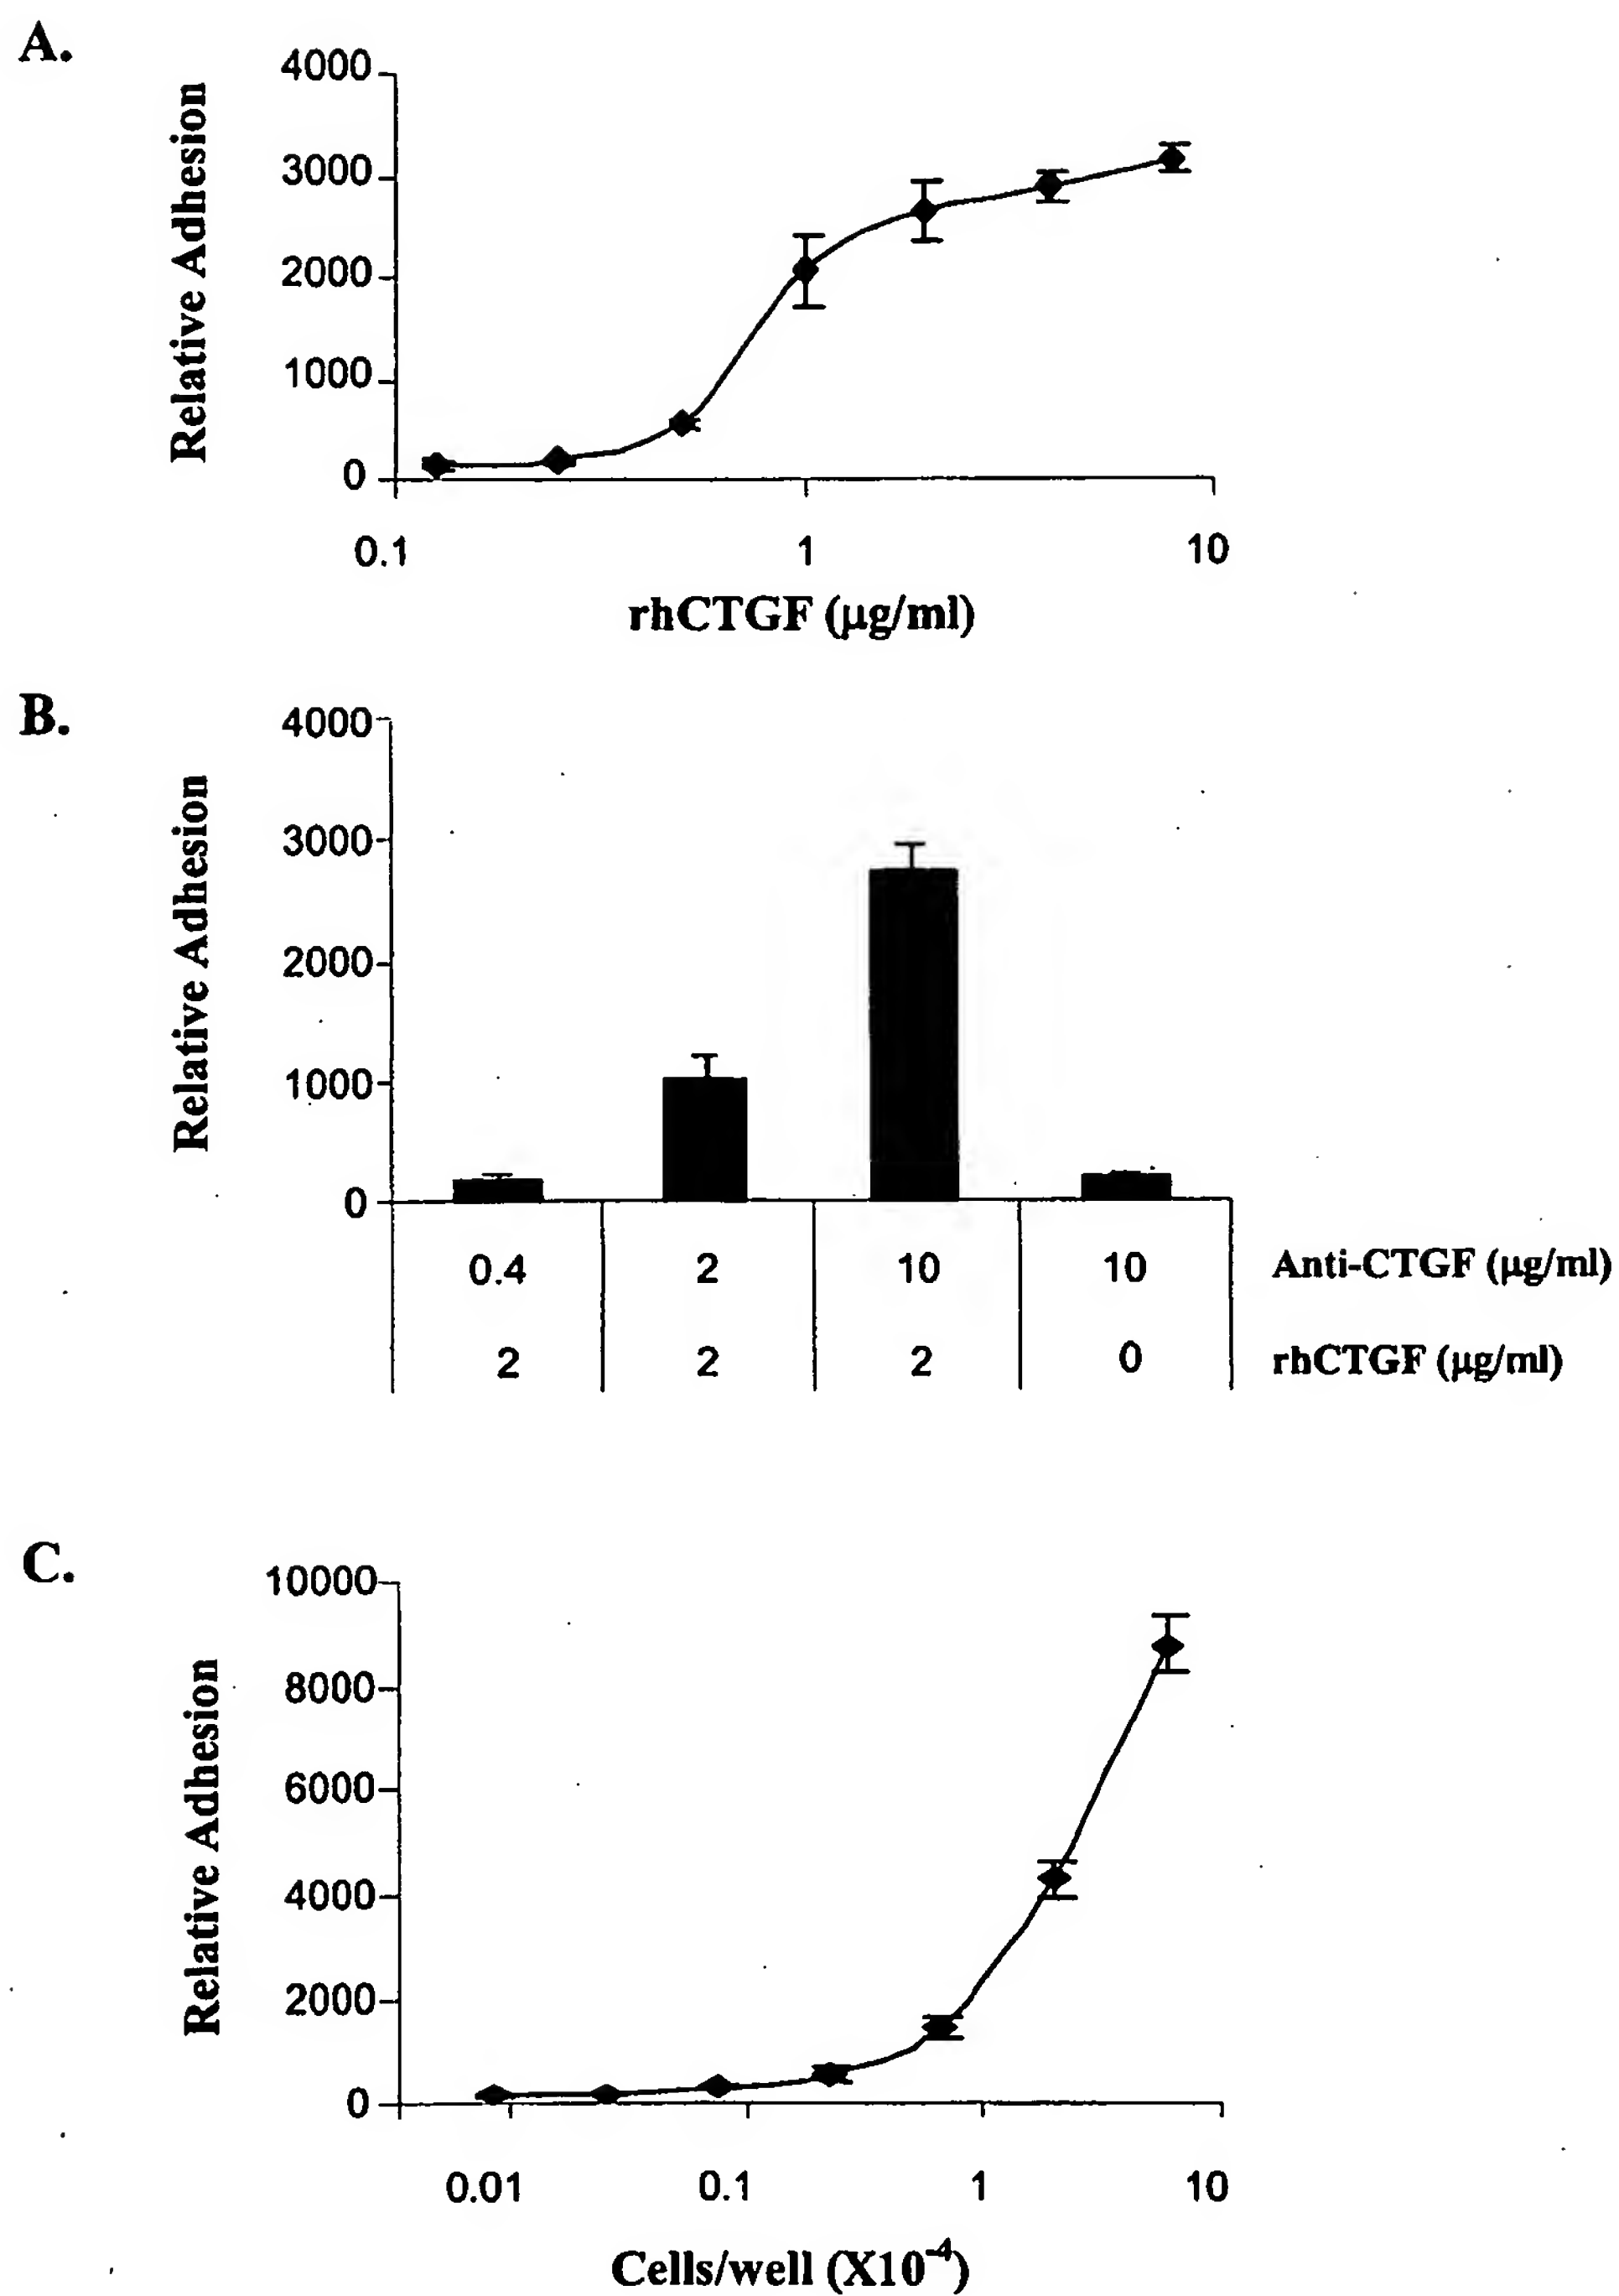 A.
Relative Adhesion
4000
3000
2000
1000
0
0.1 1 10
rhCTGF (μg/ml)
B.
Relative Adhesion
4000
3000
2000
1000
0
0.4 2 10 10 Anti-CTGF (μg/ml)
2 2 2 0 rhCTGF (μg/ml)
C.
Relative Adhesion
10000
8000
6000
4000
2000
0
0.01 0.1 1 10
Cells/well (X10⁻⁴)